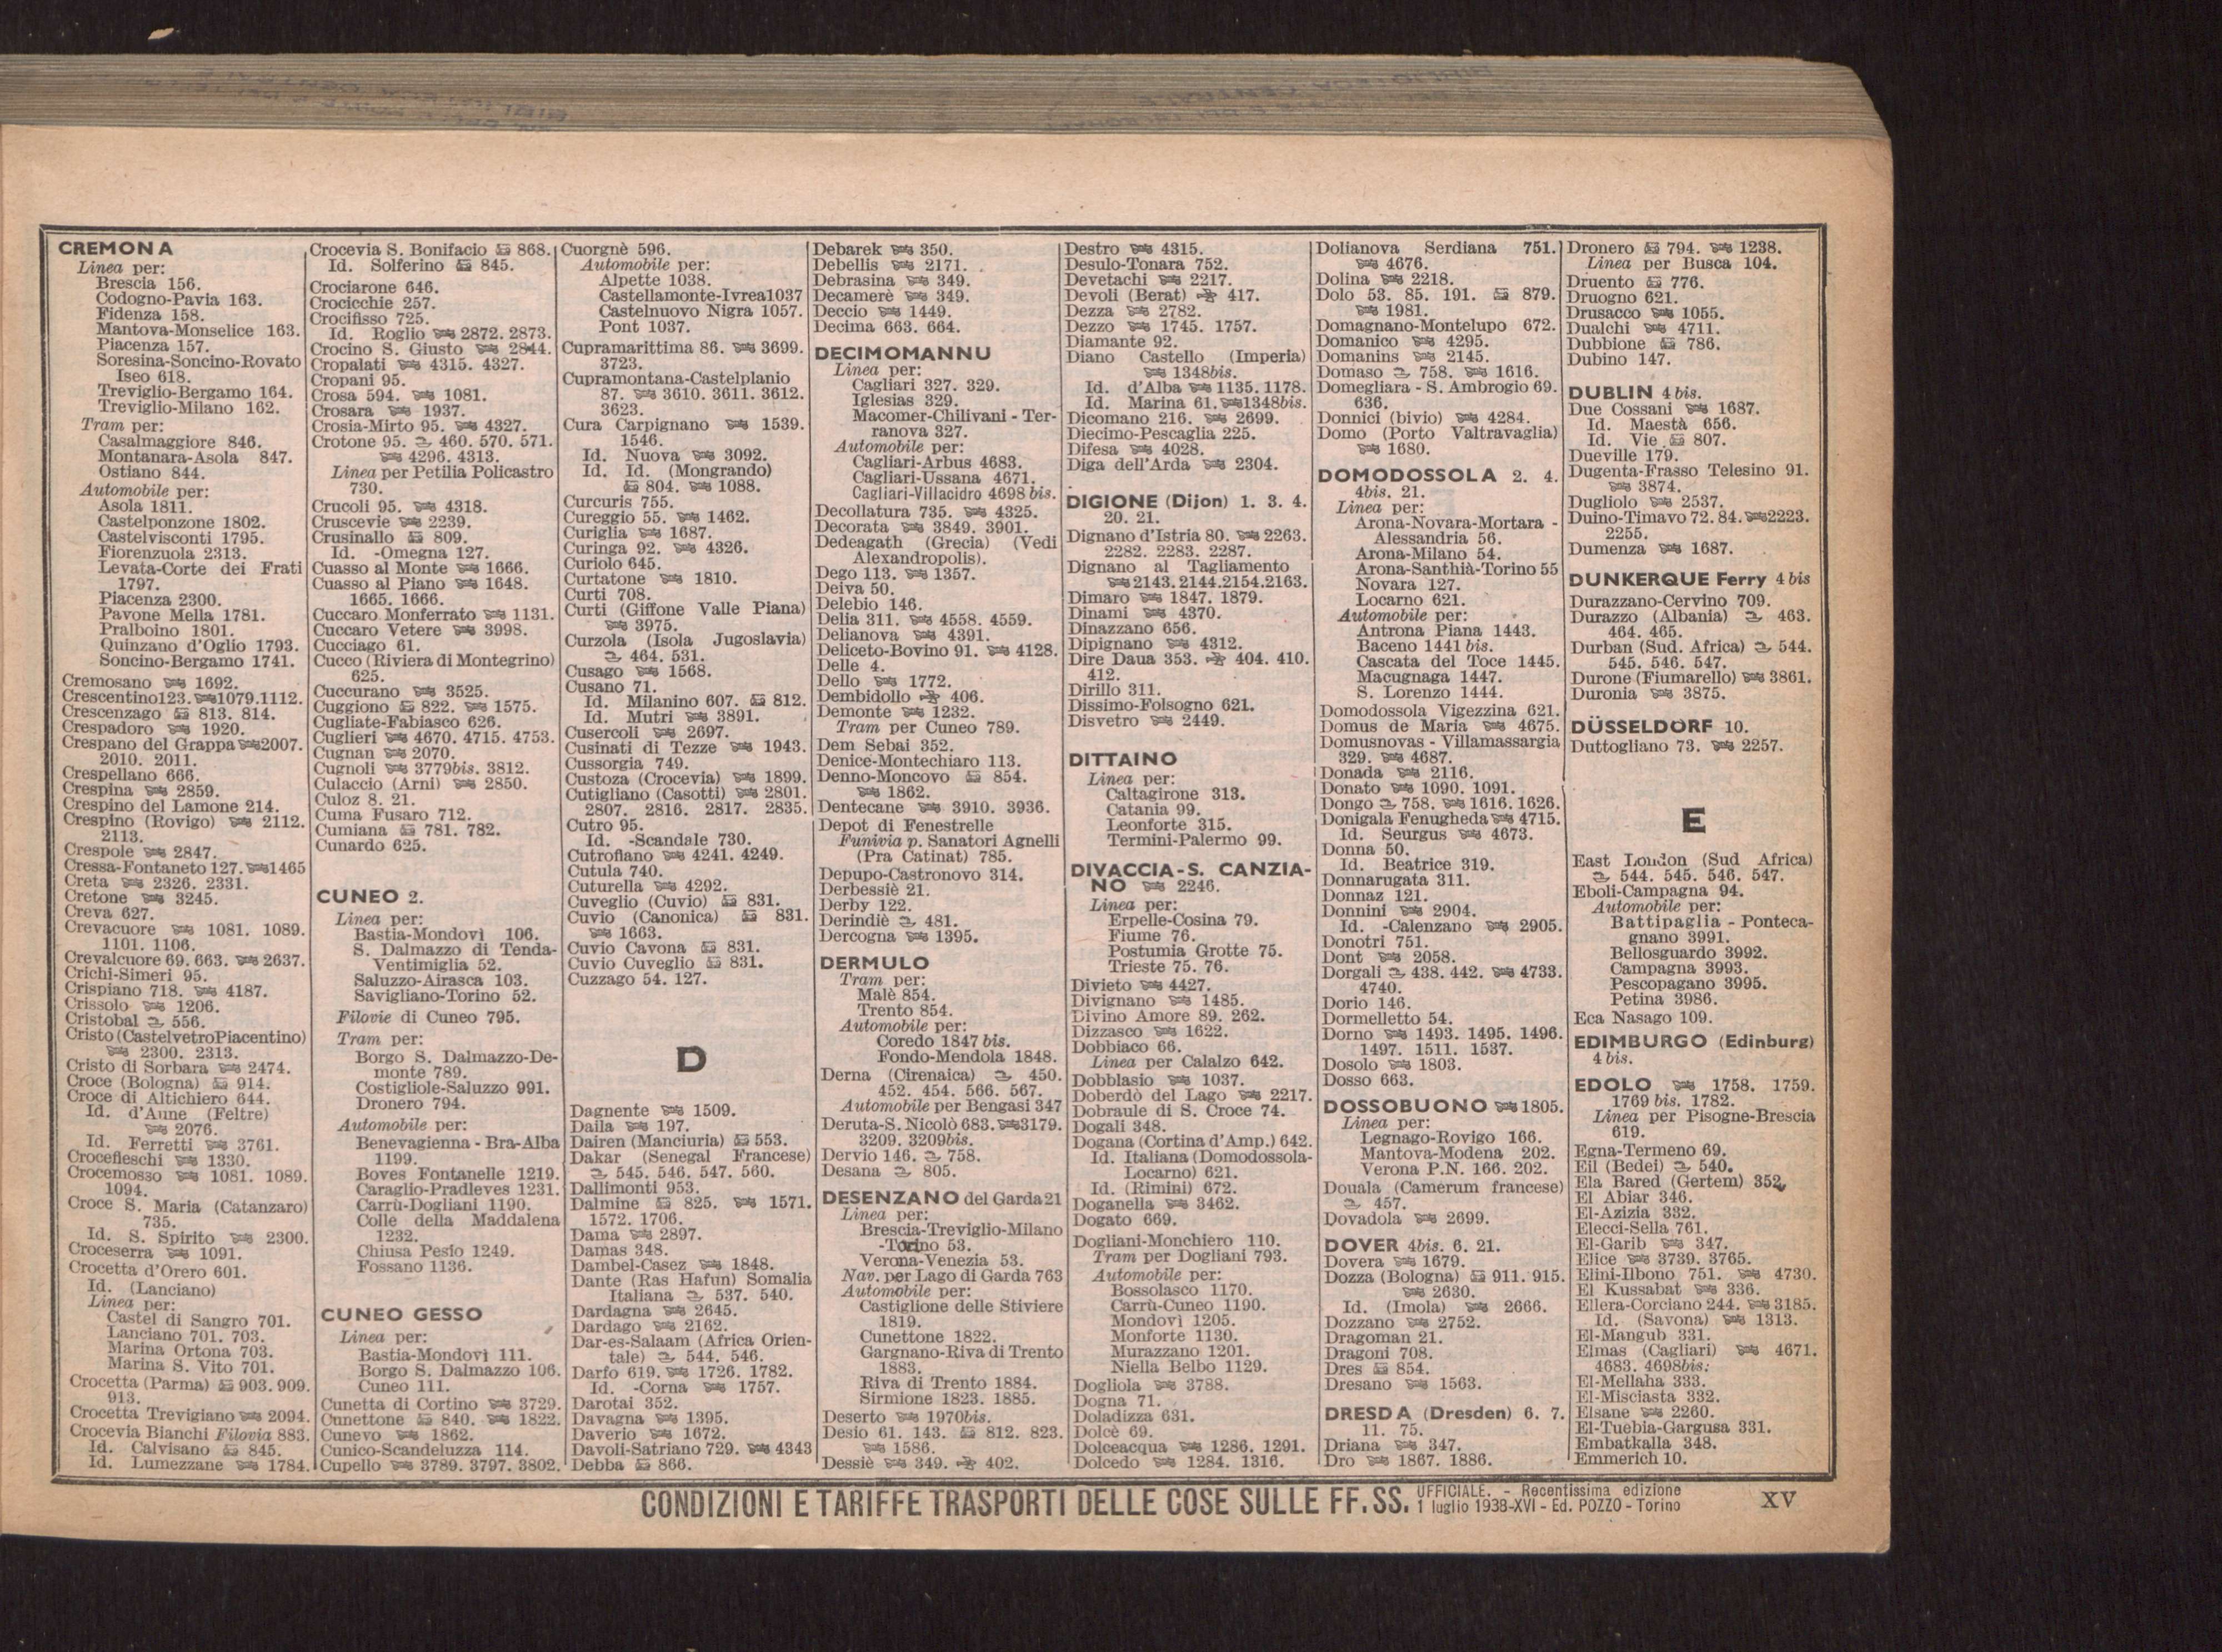 CREMONA
Linea per:
Brescia 156.
Codogno-Pavia 163.
Fidenza 158.
Mantova-Monselice 163.
Piacenza 157.
Soresina-Soncino-Rovato
Iseo 618.
Treviglio-Bergamo 164.
Treviglio-Milano 162.
Tram per:
Casalmaggiore 846.
Montanara-Asola 847.
Ostiano 844.
Automobile per:
Asola 1811.
Castelponzone 1802.
Castelvisconti 1795.
Fiorenzuola 2313.
Levata-Corte dei Frati
1797.
Piacenza 2300.
Pavone Mella 1781.
Pralboino 1801.
Quinzano d'Oglio 1793.
Soncino-Bergamo 1741.
Cremosano 1692.
Crescentino 123. 1079. 1112.
Crescenzago 813. 814.
Crespadoro 1920.
Crespano del Grappa 2007.
2010. 2011.
Crespellano 666.
Crespina 2859.
Crespino del Lamone 214.
Crespino (Rovigo) 2112.
2113.
Crespole 2847.
Cressa-Fontaneto 127. 1465
Creta 2326. 2331.
Cretone 3245.
Creva 627.
Crevacuore 1081. 1089.
1101. 1106.
Crevalcuore 69. 663. 2637.
Crichi-Simeri 95.
Crispiano 718. 4187.
Crissolo 1206.
Cristobal 556.
Cristo (Castelvetro Piacentino)
2300. 2313.
Cristo di Sorbara 2474.
Croce (Bologna) 914.
Croce di Altichiero 644.
Id. d'Aune (Feltre)
2076.
Id. Ferretti 3761.
Crocefieschi 1330.
Crocemosso 1081. 1089.
1094.
Croce S. Maria (Catanzaro)
735.
Id. S. Spirito 2300.
Croceserra 1091.
Crocetta d'Orero 601.
Id. (Lanciano)
Linea per:
Castel di Sangro 701.
Lanciano 701. 703.
Marina Ortona 703.
Marina S. Vito 701.
Crocetta (Parma) 903. 909.
913.
Crocetta Trevigiano 2094.
Crocevia Bianchi Filovia 883.
Id. Calvisano 845.
Id. Lumezzane 1784.
Crocevia S. Bonifacio 868.
Id. Solferino 845.
Crociarone 646.
Crocicchie 257.
Crocifisso 725.
Id. Roglio 2872. 2873.
Crocino S. Giusto 2844.
Cropalati 4315. 4327.
Cropani 95.
Crosa 594. 1081.
Crosara 1937.
Crosia-Mirto 95. 4327.
Crotone 95. 460. 570. 571.
4296. 4313.
Linea per Petilia Policastro
730.
Crucoli 95. 4318.
Cruscevie 2239.
Crusinallo 809.
Id. -Omegna 127.
Cuasso al Monte 1666.
Cuasso al Piano 1648.
1665. 1666.
Cuccaro Monferrato 1131.
Cuccaro Vetere 3998.
Cucciago 61.
Cucco (Riviera di Montegrino)
625.
Cuccurano 3525.
Cuggiono 822. 1575.
Cugliate-Fabiasco 626.
Cuglieri 4670. 4715. 4753.
Cugnan 2070.
Cugnoli 3779bis. 3812.
Culaccio (Arni) 2850.
Culoz 8. 21.
Cuma Fusaro 712.
Cumiana 781. 782.
Cunardo 625.
CUNEO 2.
Linea per:
Bastia-Mondovì 106.
S. Dalmazzo di Tenda-
Ventimiglia 52.
Saluzzo-Airasca 103.
Savigliano-Torino 52.
Filovie di Cuneo 795.
Tram per:
Borgo S. Dalmazzo-De-
monte 789.
Costigliole-Saluzzo 991.
Dronero 794.
Automobile per:
Benevagienna - Bra-Alba
1199.
Boves Fontanelle 1219.
Caraglio-Pradleves 1231.
Carrù-Dogliani 1190.
Colle della Maddalena
1232.
Chiusa Pesio 1249.
Fossano 1136.
CUNEO GESSO
Linea per:
Bastia-Mondovì 111.
Borgo S. Dalmazzo 106.
Cuneo 111.
Cunetta di Cortino 3729.
Cunettone 840. 1822.
Cunevo 1862.
Cunico-Scandeluzza 114.
Cupello 3789. 3797. 3802.
Cuorgnè 596.
Automobile per:
Alpette 1038.
Castellamonte-Ivrea 1037
Castelnuovo Nigra 1057.
Pont 1037.
Cupramarittima 86. 3699.
3723.
Cupramontana-Castelplanio
87. 3610. 3611. 3612.
3623.
Cura Carpignano 1539.
1546.
Id. Nuova 3092.
Id. Id. (Mongrando)
804. 1088.
Curcuris 755.
Cureggio 55. 1462.
Curiglia 1687.
Curinga 92. 4326.
Curiolo 645.
Curtatone 1810.
Curti 708.
Curti (Giffone Valle Piana)
3975.
Curzola (Isola Jugoslavia)
464. 531.
Cusago 1568.
Cusano 71.
Id. Milanino 607. 812.
Id. Mutri 3891.
Cusercoli 2697.
Cusinati di Tezze 1943.
Cussorgia 749.
Custoza (Crocevia) 1899.
Cutigliano (Casotti) 2801.
2807. 2816. 2817. 2835.
Cutro 95.
Id. -Scandale 730.
Cutrofiano 4241. 4249.
Cutula 740.
Cuturella 4292.
Cuveglio (Cuvio) 831.
Cuvio (Canonica) 831.
1663.
Cuvio Cavona 831.
Cuvio Cuveglio 831.
Cuzzago 54. 127.
D
Dagnente 1509.
Daila 197.
Dairen (Manciuria) 553.
Dakar (Senegal Francese)
545. 546. 547. 560.
Dallimonti 953.
Dalmine 825. 1571.
1572. 1706.
Dama 2897.
Damas 348.
Dambel-Casez 1848.
Dante (Ras Hafun) Somalia
Italiana 537. 540.
Dardagna 2645.
Dardago 2162.
Dar-es-Salaam (Africa Orien-
tale) 544. 546.
Darfo 619. 1726. 1782.
Id. -Corna 1757.
Darotai 352.
Davagna 1395.
Daverio 1672.
Davoli-Satriano 729. 4343
Debba 866.
Debarek 350.
Debellis 2171.
Debrasina 349.
Decamerè 349.
Deccio 1449.
Decima 663. 664.
DECIMOMANNU
Linea per:
Cagliari 327. 329.
Iglesias 329.
Macomer-Chilivani - Ter-
ranova 327.
Automobile per:
Cagliari-Arbus 4683.
Cagliari-Ussana 4671.
Cagliari-Villacidro 4698 bis.
Decollatura 735. 4325.
Decorata 3849. 3901.
Dedeagath (Grecia) (Vedi
Alexandropolis).
Dego 113. 1357.
Deiva 50.
Delebio 146.
Delia 311. 4558. 4559.
Delianova 4391.
Deliceto-Bovino 91. 4128.
Delle 4.
Dello 1772.
Dembidollo 406.
Demonte 1232.
Tram per Cuneo 789.
Dem Sebai 352.
Denice-Montechiaro 113.
Denno-Moncovo 854.
1862.
Dentecane 3910. 3936.
Depot di Fenestrelle
Funivia p. Sanatori Agnelli
(Pra Catinat) 785.
Depupo-Castronovo 314.
Derbessiè 21.
Derby 122.
Derindiè 481.
Dercogna 1395.
DERMULO
Tram per:
Malè 854.
Trento 854.
Automobile per:
Coredo 1847 bis.
Fondo-Mendola 1848.
Derna (Cirenaica) 450.
452. 454. 566. 567.
Automobile per Bengasi 347
Deruta-S. Nicolò 683. 3179.
3209. 3209bis.
Dervio 146. 758.
Desana 805.
DESENZANO del Garda 21
Linea per:
Brescia-Treviglio-Milano
-Torino 53.
Verona-Venezia 53.
Nav. per Lago di Garda 763
Automobile per:
Castiglione delle Stiviere
1819.
Cunettone 1822.
Gargnano-Riva di Trento
1883.
Riva di Trento 1884.
Sirmione 1823. 1885.
Deserto 1970bis.
Desio 61. 143. 812. 823.
1586.
Dessiè 349. 402.
Destro 4315.
Desulo-Tonara 752.
Devetachi 2217.
Devoli (Berat) 417.
Dezza 2782.
Dezzo 1745. 1757.
Diamante 92.
Diano Castello (Imperia)
1348bis.
Id. d'Alba 1135. 1178.
Id. Marina 61. 1348bis.
Dicomano 216. 2699.
Diecimo-Pescaglia 225.
Difesa 4028.
Diga dell'Arda 2304.
DIGIONE (Dijon) 1. 3. 4.
20. 21.
Dignano d'Istria 80. 2263.
2282. 2283. 2287.
Dignano al Tagliamento
2143. 2144. 2154. 2163.
Dimaro 1847. 1879.
Dinami 4370.
Dinazzano 656.
Dipignano 4312.
Dire Daua 353. 404. 410.
412.
Dirillo 311.
Dissimo-Folsogno 621.
Disvetro 2449.
DITTAINO
Linea per:
Caltagirone 313.
Catania 99.
Leonforte 315.
Termini-Palermo 99.
DIVACCIA-S. CANZIA-
NO 2246.
Linea per:
Erpelle-Cosina 79.
Fiume 76.
Postumia Grotte 75.
Trieste 75. 76.
Divieto 4427.
Divignano 1485.
Divino Amore 89. 262.
Dizzasco 1622.
Dobbiaco 66.
Linea per Calalzo 642.
Dobblasio 1037.
Doberdò del Lago 2217.
Dobraule di S. Croce 74.
Dogali 348.
Dogana (Cortina d'Amp.) 642.
Id. Italiana (Domodossola-
Locarno) 621.
Id. (Rimini) 672.
Doganella 3462.
Dogato 669.
Dogliani-Monchiero 110.
Tram per Dogliani 793.
Automobile per:
Bossolasco 1170.
Carrù-Cuneo 1190.
Mondovì 1205.
Monforte 1130.
Murazzano 1201.
Niella Belbo 1129.
Dogliola 3788.
Dogna 71.
Doladizza 631.
Dolcè 69.
Dolceacqua 1286. 1291.
Dolcedo 1284. 1316.
Dolianova Serdiana 751.
4676.
Dolina 2218.
Dolo 53. 85. 191. 879.
1981.
Domagnano-Montelupo 672.
Domanico 4295.
Domanins 2145.
Domaso 758. 1616.
Domegliara - S. Ambrogio 69.
636.
Donnici (bivio) 4284.
Domo (Porto Valtravaglia)
1680.
DOMODOSSOLA 2. 4.
4bis. 21.
Linea per:
Arona-Novara-Mortara -
Alessandria 56.
Arona-Milano 54.
Arona-Santhià-Torino 55
Novara 127.
Locarno 621.
Automobile per:
Antrona Piana 1443.
Baceno 1441 bis.
Cascata del Toce 1445.
Macugnaga 1447.
S. Lorenzo 1444.
Domodossola Vigezzina 621.
Domus de Maria 4675.
Domusnovas - Villamassargia
329. 4687.
Donada 2116.
Donato 1090. 1091.
Dongo 758. 1616. 1626.
Donigala Fenugheda 4715.
Id. Seurgus 4673.
Donna 50.
Id. Beatrice 319.
Donnarugata 311.
Donnaz 121.
Donnini 2904.
Id. -Calenzano 2905.
Donotri 751.
Dont 2058.
Dorgali 438. 442. 4733.
4740.
Dorio 146.
Dormelletto 54.
Dorno 1493. 1495. 1496.
1497. 1511. 1537.
Dosolo 1803.
Dosso 663.
DOSSOBUONO 1805.
Linea per:
Legnago-Rovigo 166.
Mantova-Modena 202.
Verona P.N. 166. 202.
Douala (Camerum francese)
457.
Dovadola 2699.
DOVER 4bis. 6. 21.
Dovera 1679.
Dozza (Bologna) 911. 915.
2630.
Id. (Imola) 2666.
Dozzano 2752.
Dragoman 21.
Dragoni 708.
Dres 854.
Dresano 1563.
DRESDA (Dresden) 6. 7.
11. 75.
Driana 347.
Dro 1867. 1886.
Dronero 794. 1238.
Linea per Busca 104.
Druento 776.
Druogno 621.
Drusacco 1055.
Dualchi 4711.
Dubbione 786.
Dubino 147.
DUBLIN 4 bis.
Due Cossani 1687.
Id. Maestà 656.
Id. Vie 807.
Dueville 179.
Dugenta-Frasso Telesino 91.
3874.
Dugliolo 2537.
Duino-Timavo 72. 84. 2223.
2255.
Dumenza 1687.
DUNKERQUE Ferry 4 bis
Durazzano-Cervino 709.
Durazzo (Albania) 463.
464. 465.
Durban (Sud. Africa) 544.
545. 546. 547.
Durone (Fiumarello) 3861.
Duronia 3875.
DÜSSELDORF 10.
Duttogliano 73. 2257.
E
East London (Sud Africa)
544. 545. 546. 547.
Eboli-Campagna 94.
Automobile per:
Battipaglia - Ponteca-
gnano 3991.
Bellosguardo 3992.
Campagna 3993.
Pescopagano 3995.
Petina 3986.
Eca Nasago 109.
EDIMBURGO (Edinburg)
4 bis.
EDOLO 1758. 1759.
1769 bis. 1782.
Linea per Pisogne-Brescia
619.
Egna-Termeno 69.
Eil (Bedei) 540.
Ela Bared (Gertem) 352.
El Abiar 346.
El-Azizia 332.
Elecci-Sella 761.
El-Garib 347.
Elice 3739. 3765.
Elini-Ilbono 751. 4730.
El Kussabat 336.
Ellera-Corciano 244. 3185.
Id. (Savona) 1313.
El-Mangub 331.
Elmas (Cagliari) 4671.
4683. 4698bis:
El-Mellaha 333.
El-Misciasta 332.
Elsane 2260.
El-Tuebia-Gargusa 331.
Embatkalla 348.
Emmerich 10.
CONDIZIONI E TARIFFE TRASPORTI DELLE COSE SULLE FF. SS. UFFICIALE. - Recentissima edizione
1 luglio 1938-XVI - Ed. POZZO - Torino
XV